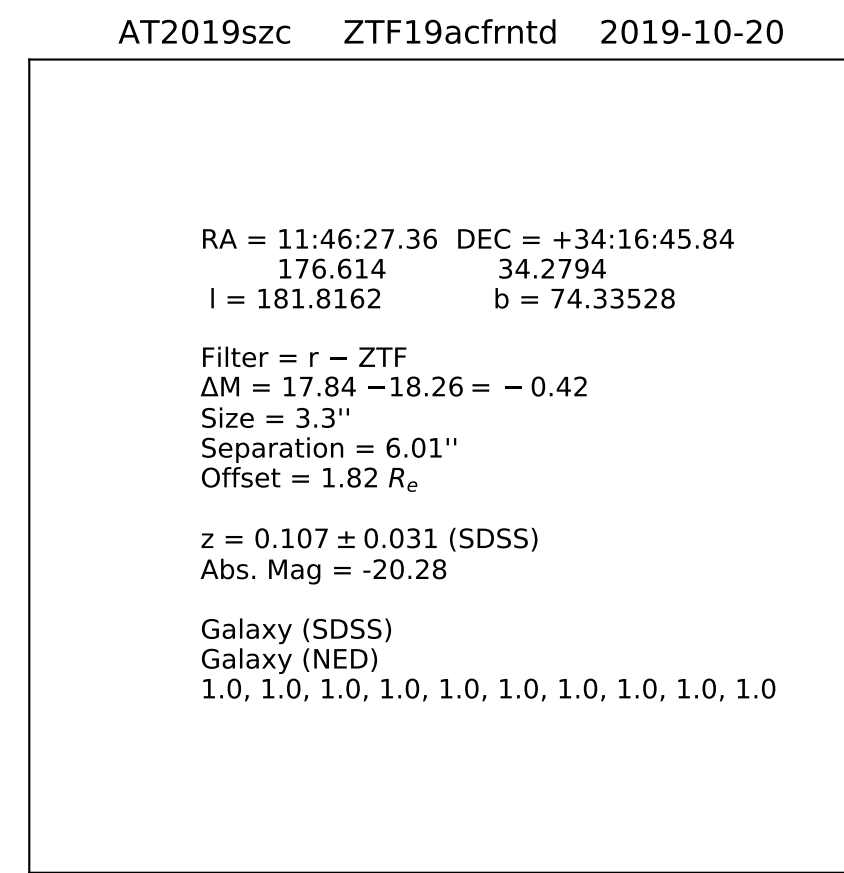 AT2019szc ZTF19acfrntd 2019-10-20
RA = 11:46:27.36 DEC = +34:16:45.84
176.614 34.2794
l = 181.8162 b = 74.33528
Filter = r − ZTF
ΔM = 17.84 −18.26 = − 0.42
Size = 3.3''
Separation = 6.01''
Offset = 1.82 Rₑ
z = 0.107 ± 0.031 (SDSS)
Abs. Mag = -20.28
Galaxy (SDSS)
Galaxy (NED)
1.0, 1.0, 1.0, 1.0, 1.0, 1.0, 1.0, 1.0, 1.0, 1.0